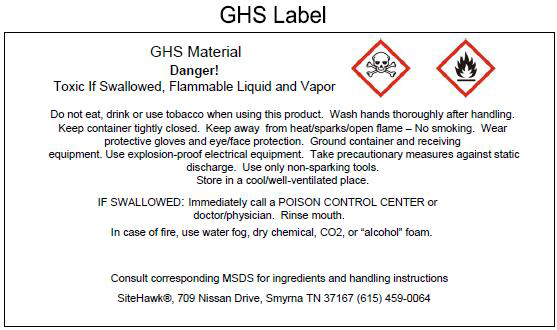 GHS Label
GHS Material
Danger!
Toxic If Swallowed, Flammable Liquid and Vapor
Do not eat, drink or use tobacco when using this product.  Wash hands thoroughly after handling.
Keep container tightly closed.  Keep away  from heat/sparks/open flame – No smoking.  Wear
protective gloves and eye/face protection.  Ground container and receiving
equipment. Use explosion-proof electrical equipment.  Take precautionary measures against static
discharge.  Use only non-sparking tools.
Store in a cool/well-ventilated place.
IF SWALLOWED: Immediately call a POISON CONTROL CENTER or
doctor/physician.  Rinse mouth.
In case of fire, use water fog, dry chemical, CO2, or “alcohol” foam.
Consult corresponding MSDS for ingredients and handling instructions
SiteHawk®, 709 Nissan Drive, Smyrna TN 37167 (615) 459-0064